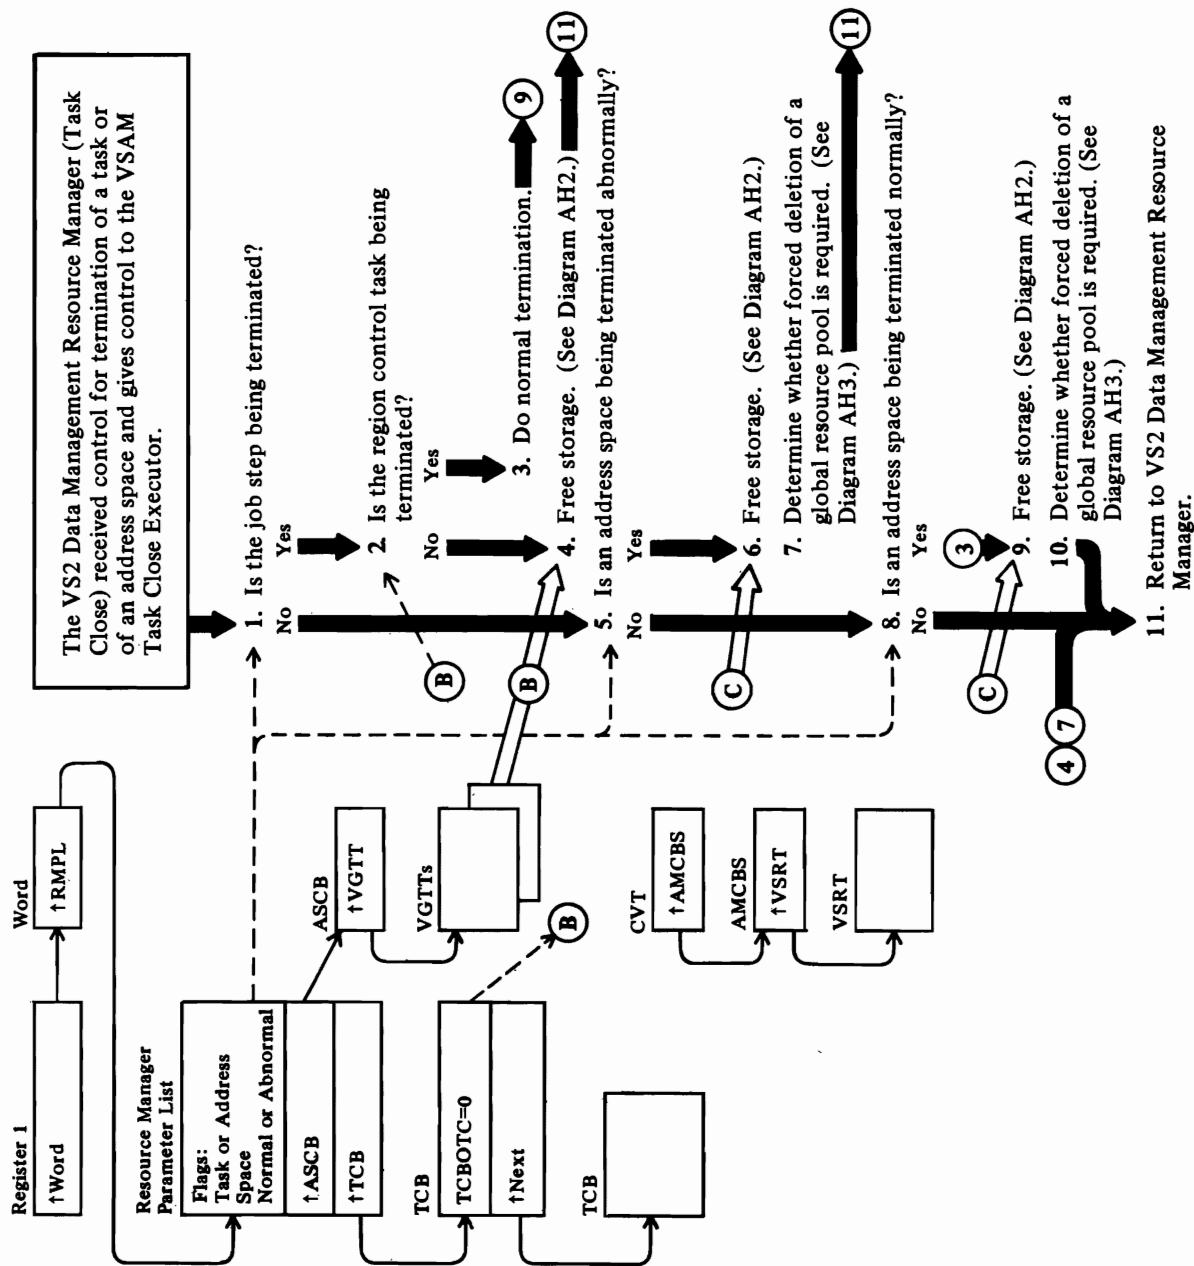 Register 1
↑Word
Word
↑RMPL
Resource Manager
Parameter List
Flags:
Task or Address
Space
Normal or Abnormal
↑ASCB
↑TCB
ASCB
↑VGTT
VGTTs
TCB
TCBOTC=0
↑Next
B
TCB
CVT
↑AMCBS
AMCBS
↑VSRT
VSRT
The VS2 Data Management Resource Manager (Task
Close) received control for termination of a task or
of an address space and gives control to the VSAM
Task Close Executor.
1. Is the job step being terminated?
No
Yes
2. Is the region control task being
terminated?
B
No
Yes
3. Do normal termination.
9
B
4. Free storage. (See Diagram AH2.)
11
5. Is an address space being terminated abnormally?
No
Yes
C
6. Free storage. (See Diagram AH2.)
7. Determine whether forced deletion of a
global resource pool is required. (See
Diagram AH3.)
11
8. Is an address space being terminated normally?
No
Yes
3
C
9. Free storage. (See Diagram AH2.)
10. Determine whether forced deletion of a
global resource pool is required. (See
Diagram AH3.)
4
7
11. Return to VS2 Data Management Resource
Manager.